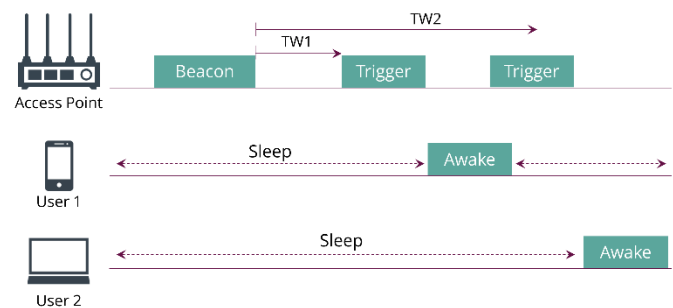 TW2
TW1
Beacon
Trigger
Trigger
Access Point
Sleep
Awake
User 1
Sleep
Awake
User 2